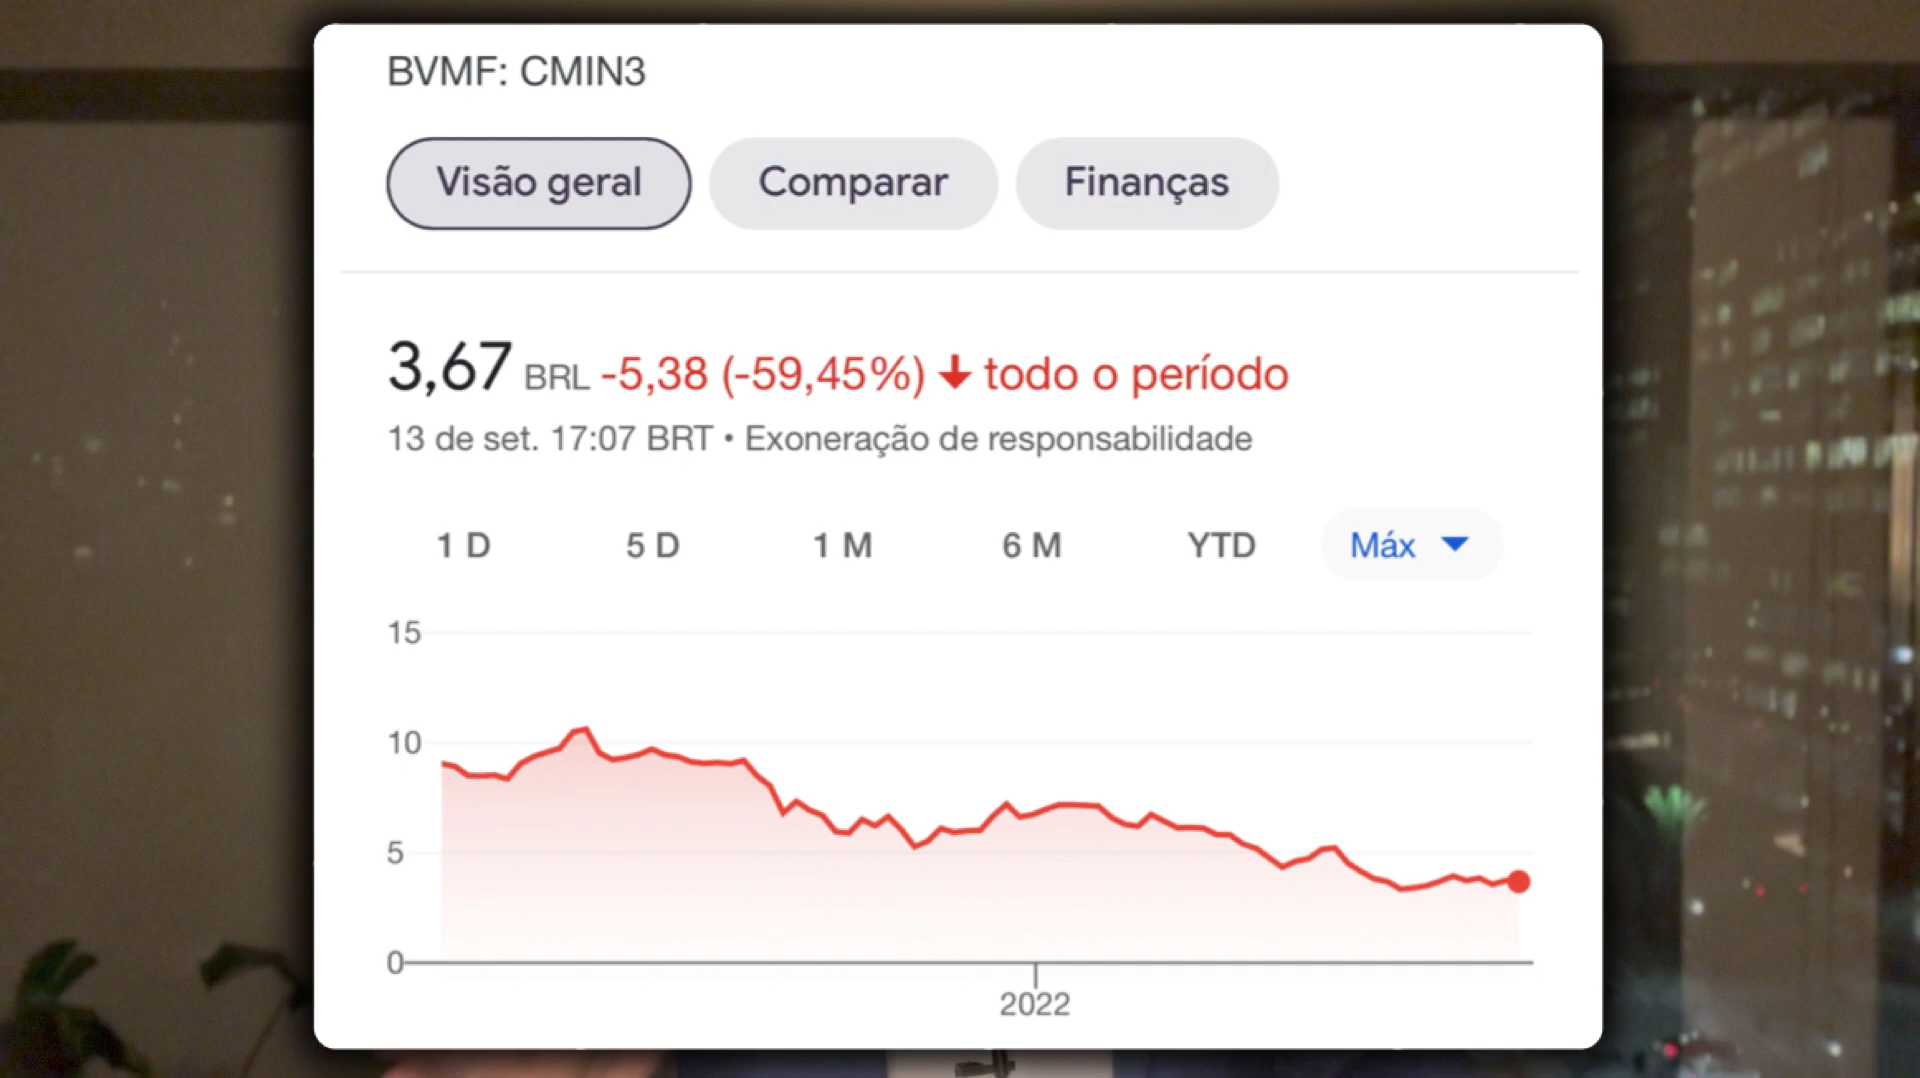 BVMF: CMIN3
Visão geral Comparar Finanças
3,67 BRL -5,38 (-59,45%) ↓ todo o período
13 de set. 17:07 BRT • Exoneração de responsabilidade
1 D 5 D 1 M 6 M YTD Máx
15
10
5
0
2022